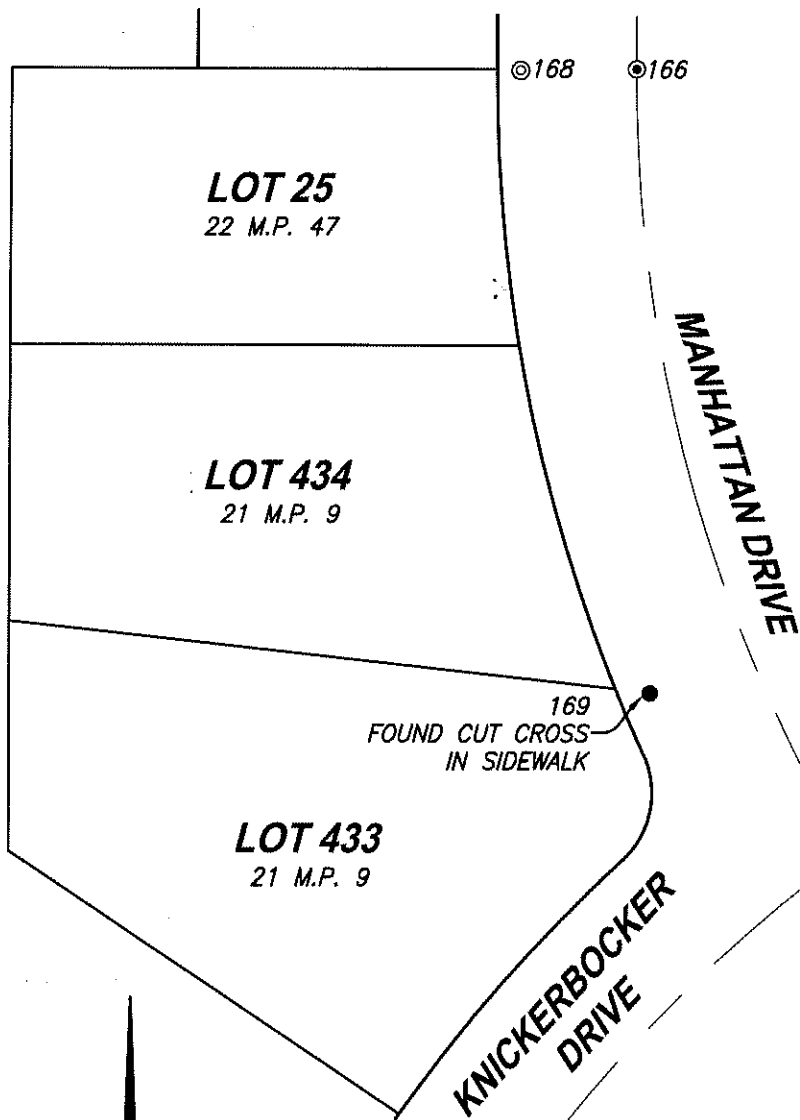 168
166
LOT 25
22 M.P. 47
MANHATTAN DRIVE
LOT 434
21 M.P. 9
169
FOUND CUT CROSS
IN SIDEWALK
LOT 433
21 M.P. 9
KNICKERBOCKER
DRIVE